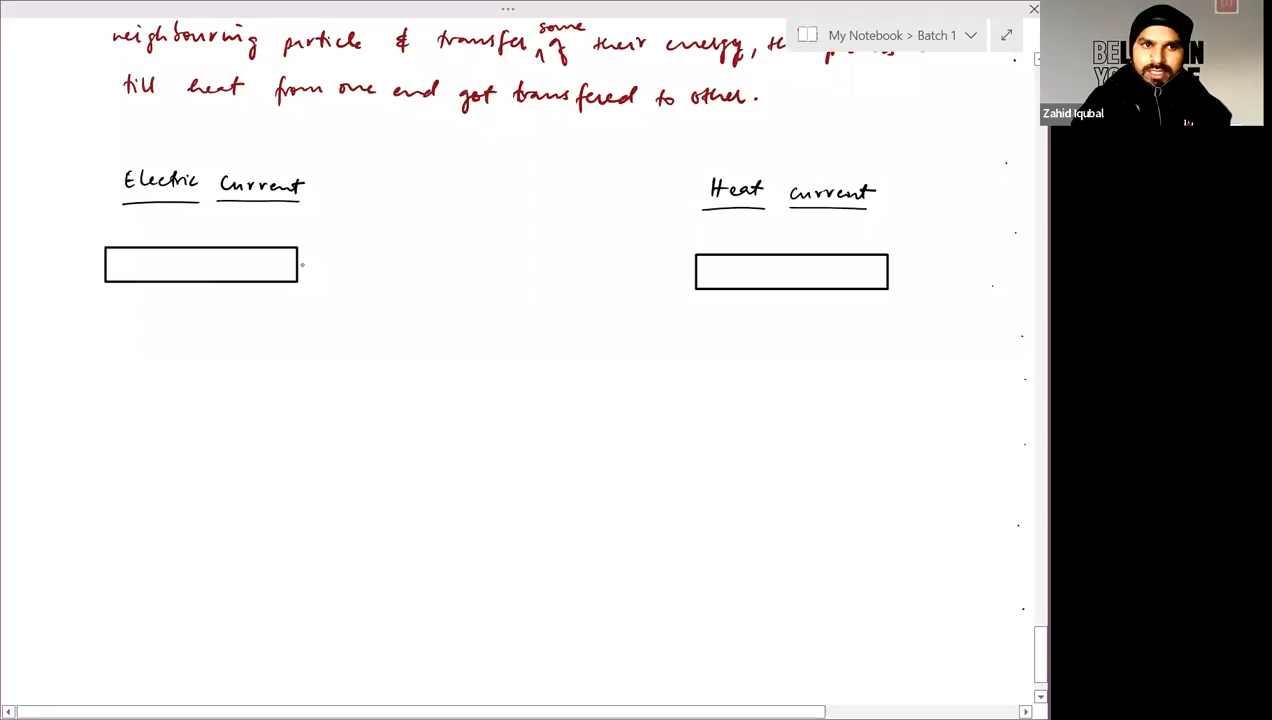 some
neighbouring particle & transfer of their energy,
till heat from one end got transfered to other.
My Notebook > Batch 1
Electric Current
Heat Current
Zahid Iqubal